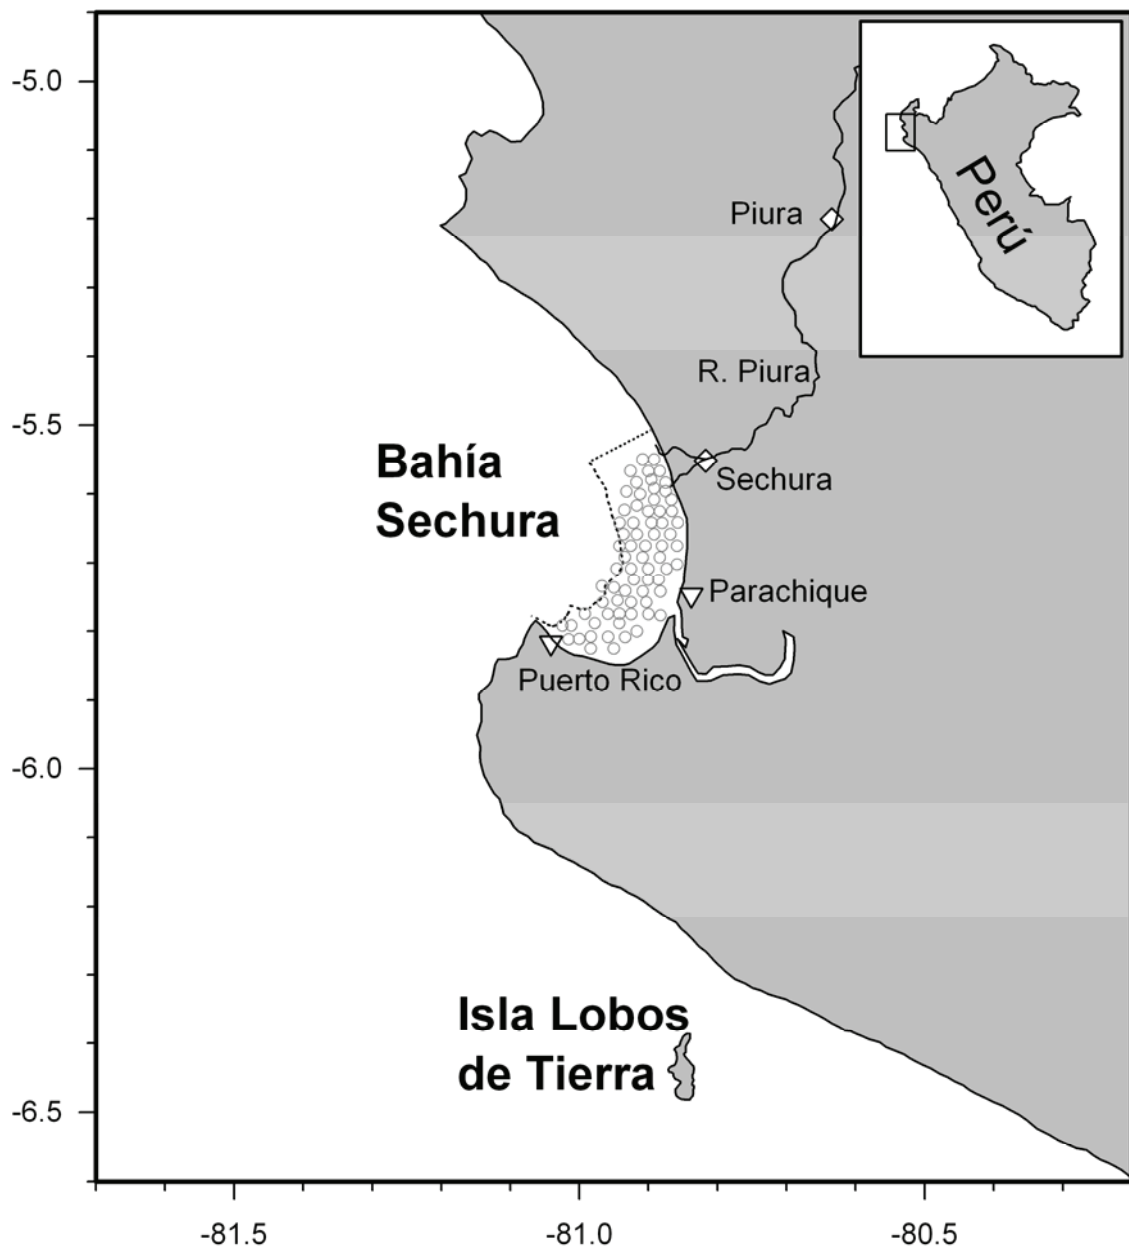 -5.0
Perú
Piura
R. Piura
-5.5
Bahía
Sechura
Sechura
Parachique
Puerto Rico
-6.0
Isla Lobos
de Tierra
-6.5
-81.5
-81.0
-80.5